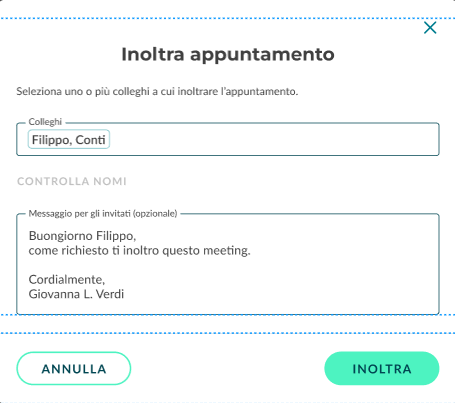 Inoltra appuntamento
Seleziona uno o più colleghi a cui inoltrare l'appuntamento.
Colleghi
Filippo, Conti
CONTROLLA NOMI
Messaggio per gli invitati (opzionale)
Buongiorno Filippo,
come richiesto ti inoltro questo meeting.
Cordialmente,
Giovanna L. Verdi
ANNULLA
INOLTRA